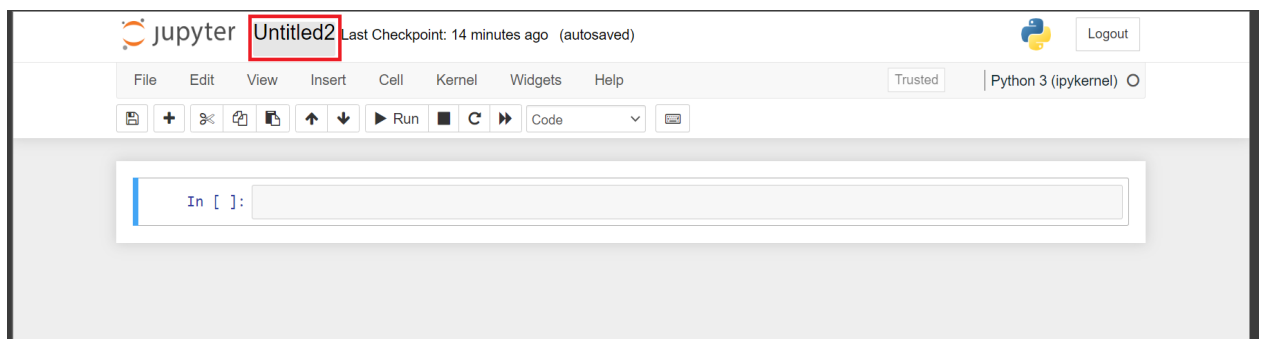 jupyter Untitled2 Last Checkpoint: 14 minutes ago (autosaved) Logout
File Edit View Insert Cell Kernel Widgets Help Trusted Python 3 (ipykernel)
Run Code
In [ ]: